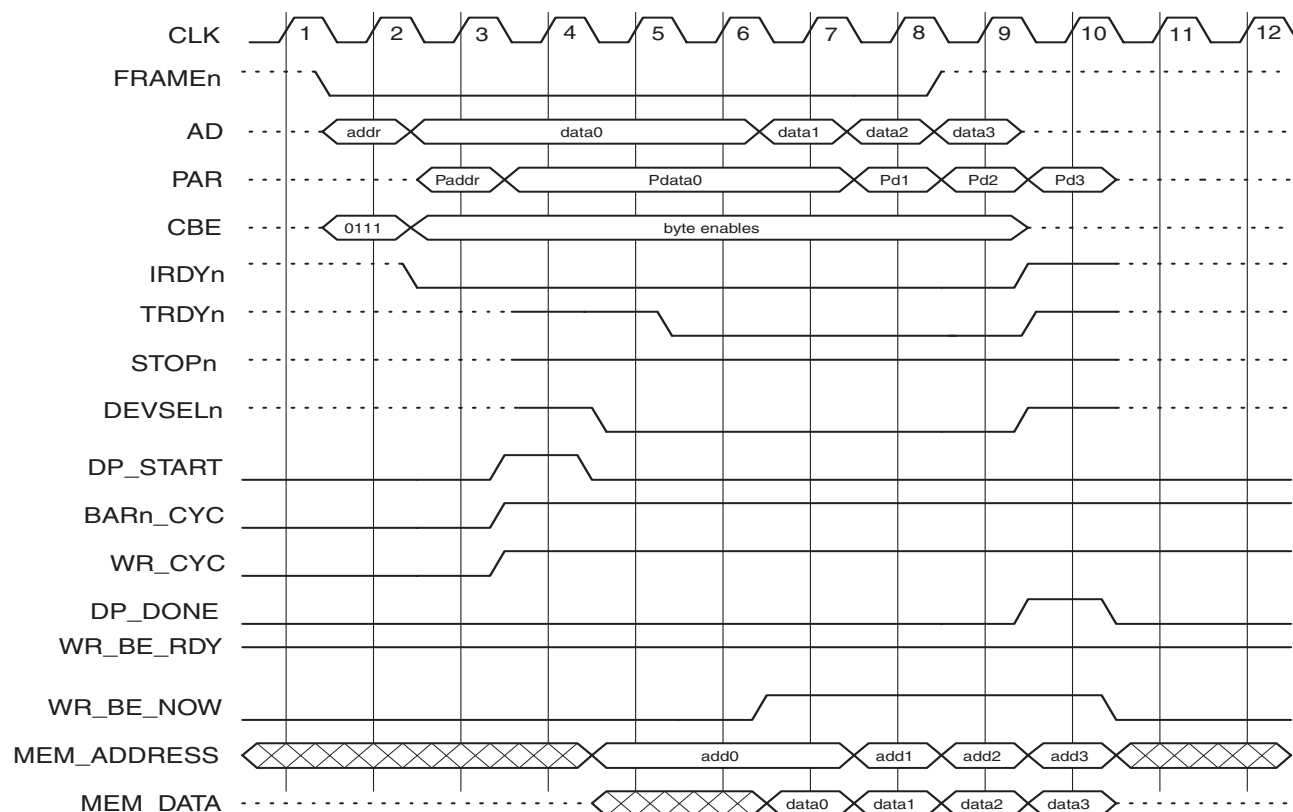 CLK 1 2 3 4 5 6 7 8 9 10 11 12
FRAMEn
AD addr data0 data1 data2 data3
PAR Paddr Pdata0 Pd1 Pd2 Pd3
CBE 0111 byte enables
IRDYn
TRDYn
STOPn
DEVSELn
DP_START
BARn_CYC
WR_CYC
DP_DONE
WR_BE_RDY
WR_BE_NOW
MEM_ADDRESS add0 add1 add2 add3
MEM_DATA data0 data1 data2 data3